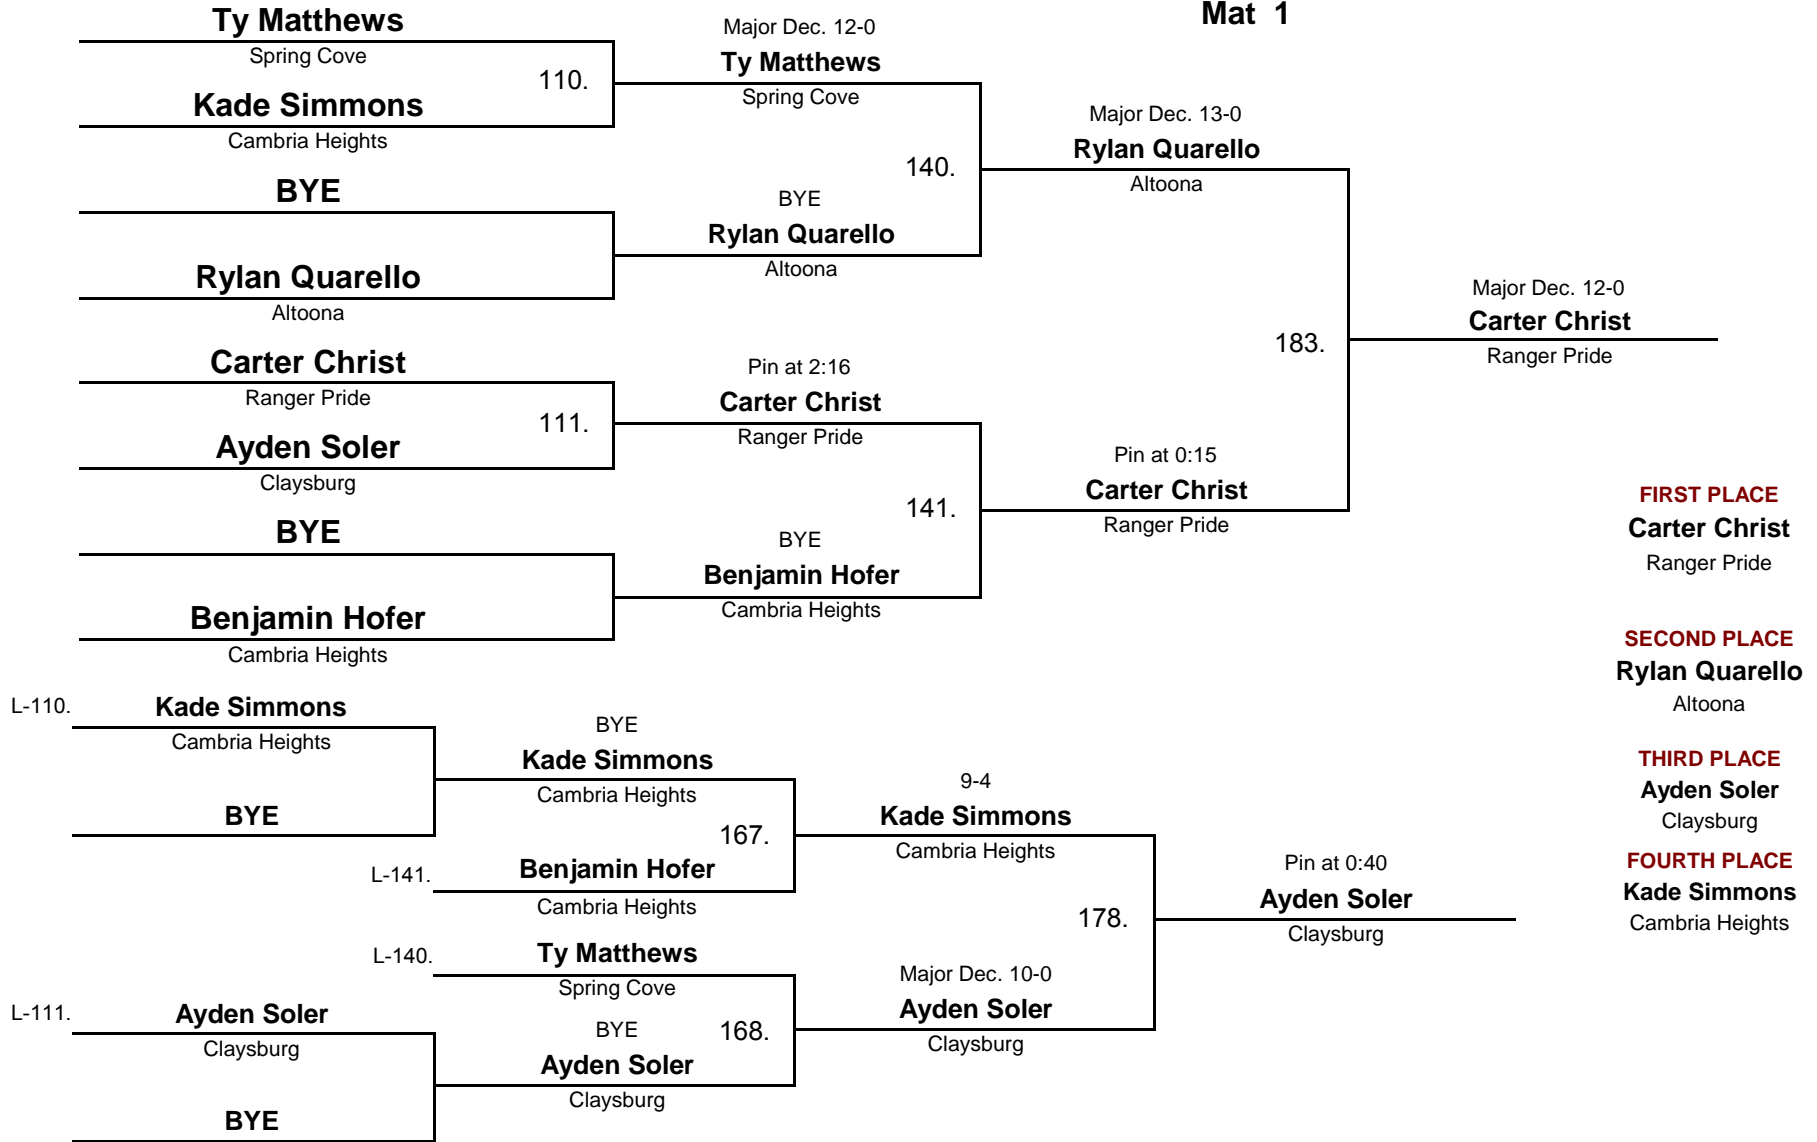 Mat 1
Ty Matthews
Spring Cove
110.
Kade Simmons
Cambria Heights
BYE
Rylan Quarello
Altoona
Carter Christ
Ranger Pride
111.
Ayden Soler
Claysburg
BYE
Benjamin Hofer
Cambria Heights
Major Dec. 12-0
Ty Matthews
Spring Cove
140.
BYE
Rylan Quarello
Altoona
Pin at 2:16
Carter Christ
Ranger Pride
141.
BYE
Benjamin Hofer
Cambria Heights
Major Dec. 13-0
Rylan Quarello
Altoona
183.
Pin at 0:15
Carter Christ
Ranger Pride
Major Dec. 12-0
Carter Christ
Ranger Pride
L-110.
Kade Simmons
Cambria Heights
BYE
BYE
Kade Simmons
Cambria Heights
167.
L-141.
Benjamin Hofer
Cambria Heights
L-140.
Ty Matthews
Spring Cove
168.
L-111.
Ayden Soler
Claysburg
BYE
BYE
Ayden Soler
Claysburg
9-4
Kade Simmons
Cambria Heights
178.
Major Dec. 10-0
Ayden Soler
Claysburg
Pin at 0:40
Ayden Soler
Claysburg
FIRST PLACE
Carter Christ
Ranger Pride
SECOND PLACE
Rylan Quarello
Altoona
THIRD PLACE
Ayden Soler
Claysburg
FOURTH PLACE
Kade Simmons
Cambria Heights